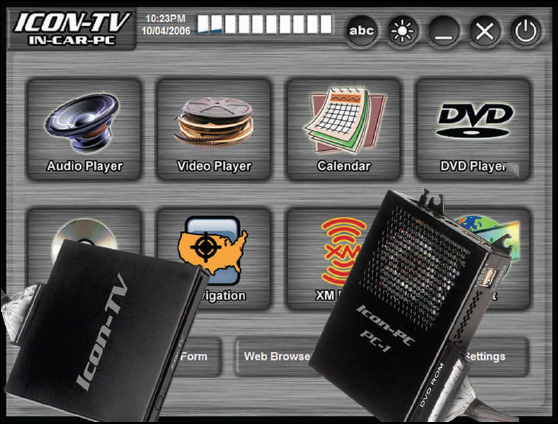 ICON-TV
IN-CAR-PC
10:23PM
10/04/2006
abc
Audio Player
Video Player
Calendar
DVD
DVD Player
XM
Icon-TV
Icon-PC
PC-1
DVD ROM
Form
Web Browse
Settings